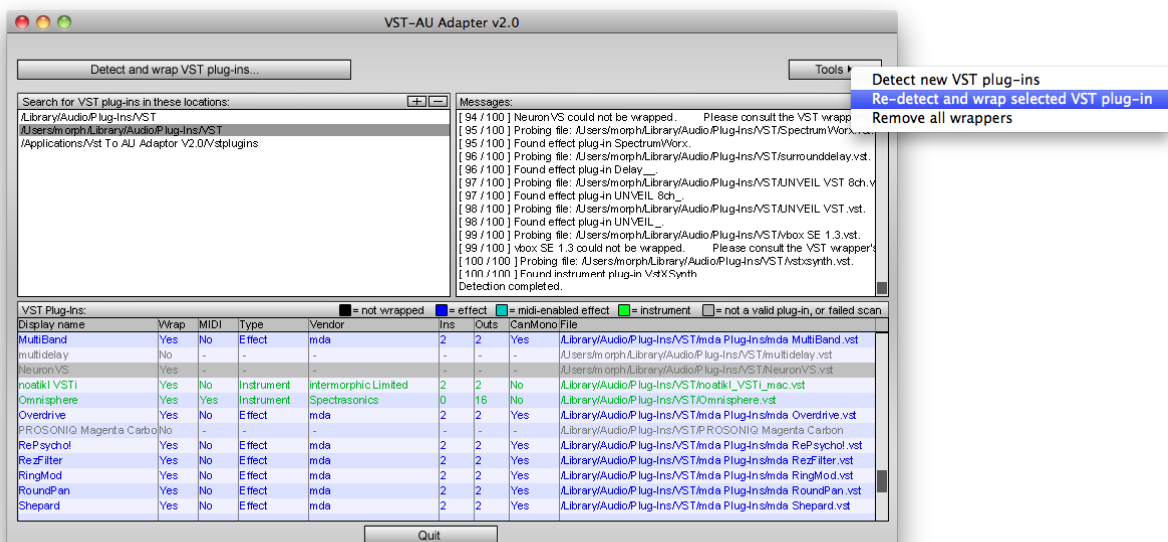 VST-AU Adapter v2.0
Detect and wrap VST plug-ins...
Tools
Detect new VST plug-ins
Re-detect and wrap selected VST plug-in
Remove all wrappers
Search for VST plug-ins in these locations:
/Library/Audio/Plug-Ins/VST
/Users/morph/Library/Audio/Plug-Ins/VST
/Applications/Vst To AU Adaptor V2.0/Vstplugins
Messages:
[ 94 / 100 ] NeuronVS could not be wrapped. Please consult the VST wrapp
[ 95 / 100 ] Probing file: /Users/morph/Library/Audio/Plug-Ins/VST/SpectrumWorx.vst.
[ 95 / 100 ] Found effect plug-in SpectrumWorx.
[ 96 / 100 ] Probing file: /Users/morph/Library/Audio/Plug-Ins/VST/surrounddelay.vst.
[ 96 / 100 ] Found effect plug-in Delay__.
[ 97 / 100 ] Probing file: /Users/morph/Library/Audio/Plug-Ins/VST/UNVEIL VST 8ch.v
[ 97 / 100 ] Found effect plug-in UNVEIL 8ch_.
[ 98 / 100 ] Probing file: /Users/morph/Library/Audio/Plug-Ins/VST/UNVEIL VST.vst.
[ 98 / 100 ] Found effect plug-in UNVEIL_.
[ 99 / 100 ] Probing file: /Users/morph/Library/Audio/Plug-Ins/VST/vbox SE 1.3.vst.
[ 99 / 100 ] vbox SE 1.3 could not be wrapped. Please consult the VST wrapper's
[ 100 / 100 ] Probing file: /Users/morph/Library/Audio/Plug-Ins/VST/vstxsynth.vst.
[ 100 / 100 ] Found instrument plug-in VstXSynth
Detection completed.
VST Plug-Ins: = not wrapped = effect = midi-enabled effect = instrument = not a valid plug-in, or failed scan
Display name Wrap MIDI Type Vendor Ins Outs CanMono File
MultiBand Yes No Effect mda 2 2 Yes /Library/Audio/Plug-Ins/VST/mda Plug-Ins/mda MultiBand.vst
multidelay No - - - - - - /Users/morph/Library/Audio/Plug-Ins/VST/multidelay.vst
NeuronVS Yes - - - - - - /Users/morph/Library/Audio/Plug-Ins/VST/NeuronVS.vst
noatikl VSTi Yes No Instrument intermorphic Limited 2 2 No /Library/Audio/Plug-Ins/VST/noatikl_VSTi_mac.vst
Omnisphere Yes Yes Instrument Spectrasonics 0 16 No /Library/Audio/Plug-Ins/VST/Omnisphere.vst
Overdrive Yes No Effect mda 2 2 Yes /Library/Audio/Plug-Ins/VST/mda Plug-Ins/mda Overdrive.vst
PROSONIQ Magenta Carbo No - - - - - - /Library/Audio/Plug-Ins/VST/PROSONIQ Magenta Carbon
RePsycho! Yes No Effect mda 2 2 Yes /Library/Audio/Plug-Ins/VST/mda Plug-Ins/mda RePsycho!.vst
RezFilter Yes No Effect mda 2 2 Yes /Library/Audio/Plug-Ins/VST/mda Plug-Ins/mda RezFilter.vst
RingMod Yes No Effect mda 2 2 Yes /Library/Audio/Plug-Ins/VST/mda Plug-Ins/mda RingMod.vst
RoundPan Yes No Effect mda 2 2 Yes /Library/Audio/Plug-Ins/VST/mda Plug-Ins/mda RoundPan.vst
Shepard Yes No Effect mda 2 2 Yes /Library/Audio/Plug-Ins/VST/mda Plug-Ins/mda Shepard.vst
Quit